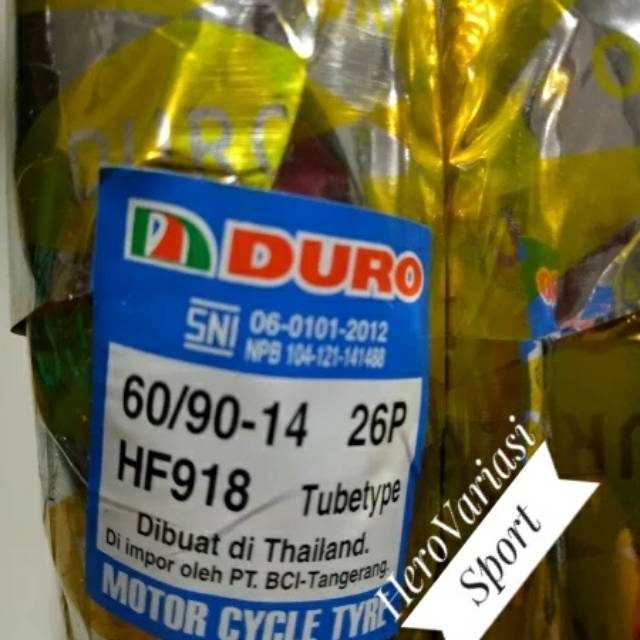 DURO
SNI 06-0101-2012
NPB 104-121-141488
60/90-14 26P
HF918 Tubetype
Dibuat di Thailand.
Di impor oleh PT. BCI-Tangerang.
MOTOR CYCLE TYRE
HeroVariasi
Sport